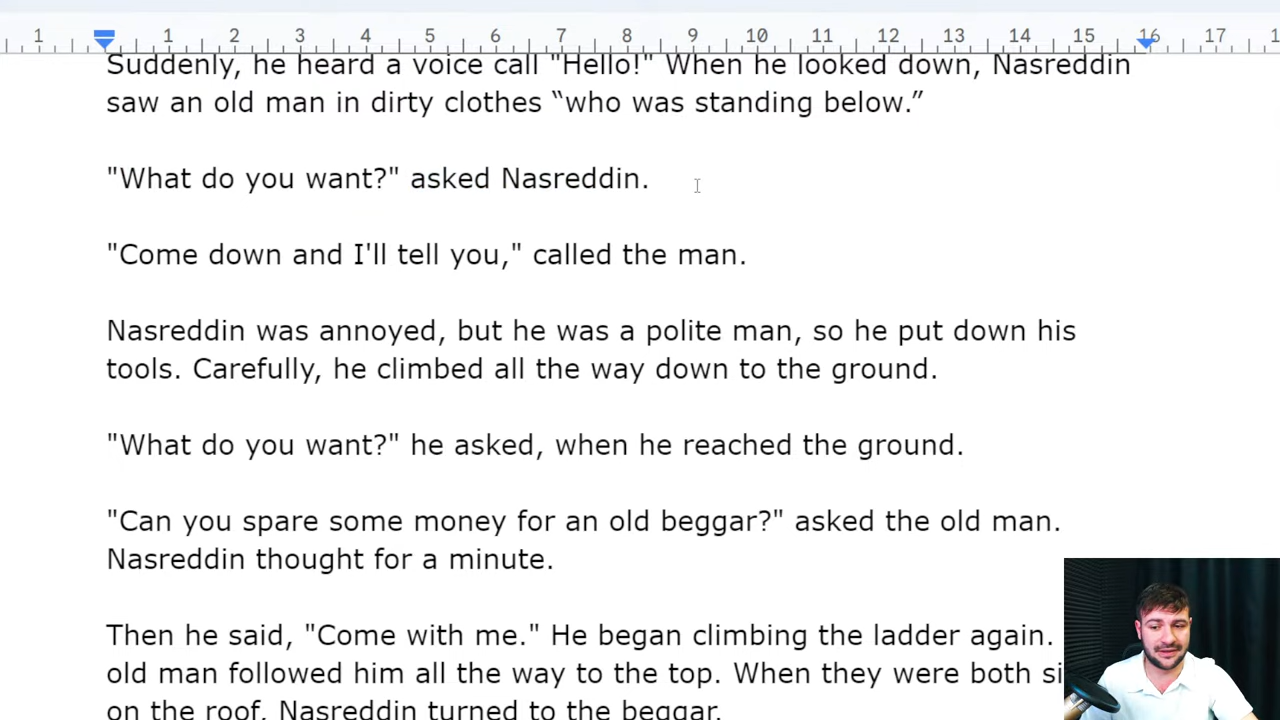 1 1 2 3 4 5 6 7 8 9 10 11 12 13 14 15 16 17
Suddenly, he heard a voice call "Hello!" When he looked down, Nasreddin
saw an old man in dirty clothes “who was standing below.”
"What do you want?" asked Nasreddin.
"Come down and I'll tell you," called the man.
Nasreddin was annoyed, but he was a polite man, so he put down his
tools. Carefully, he climbed all the way down to the ground.
"What do you want?" he asked, when he reached the ground.
"Can you spare some money for an old beggar?" asked the old man.
Nasreddin thought for a minute.
Then he said, "Come with me." He began climbing the ladder again.
old man followed him all the way to the top. When they were both si
on the roof, Nasreddin turned to the beggar.